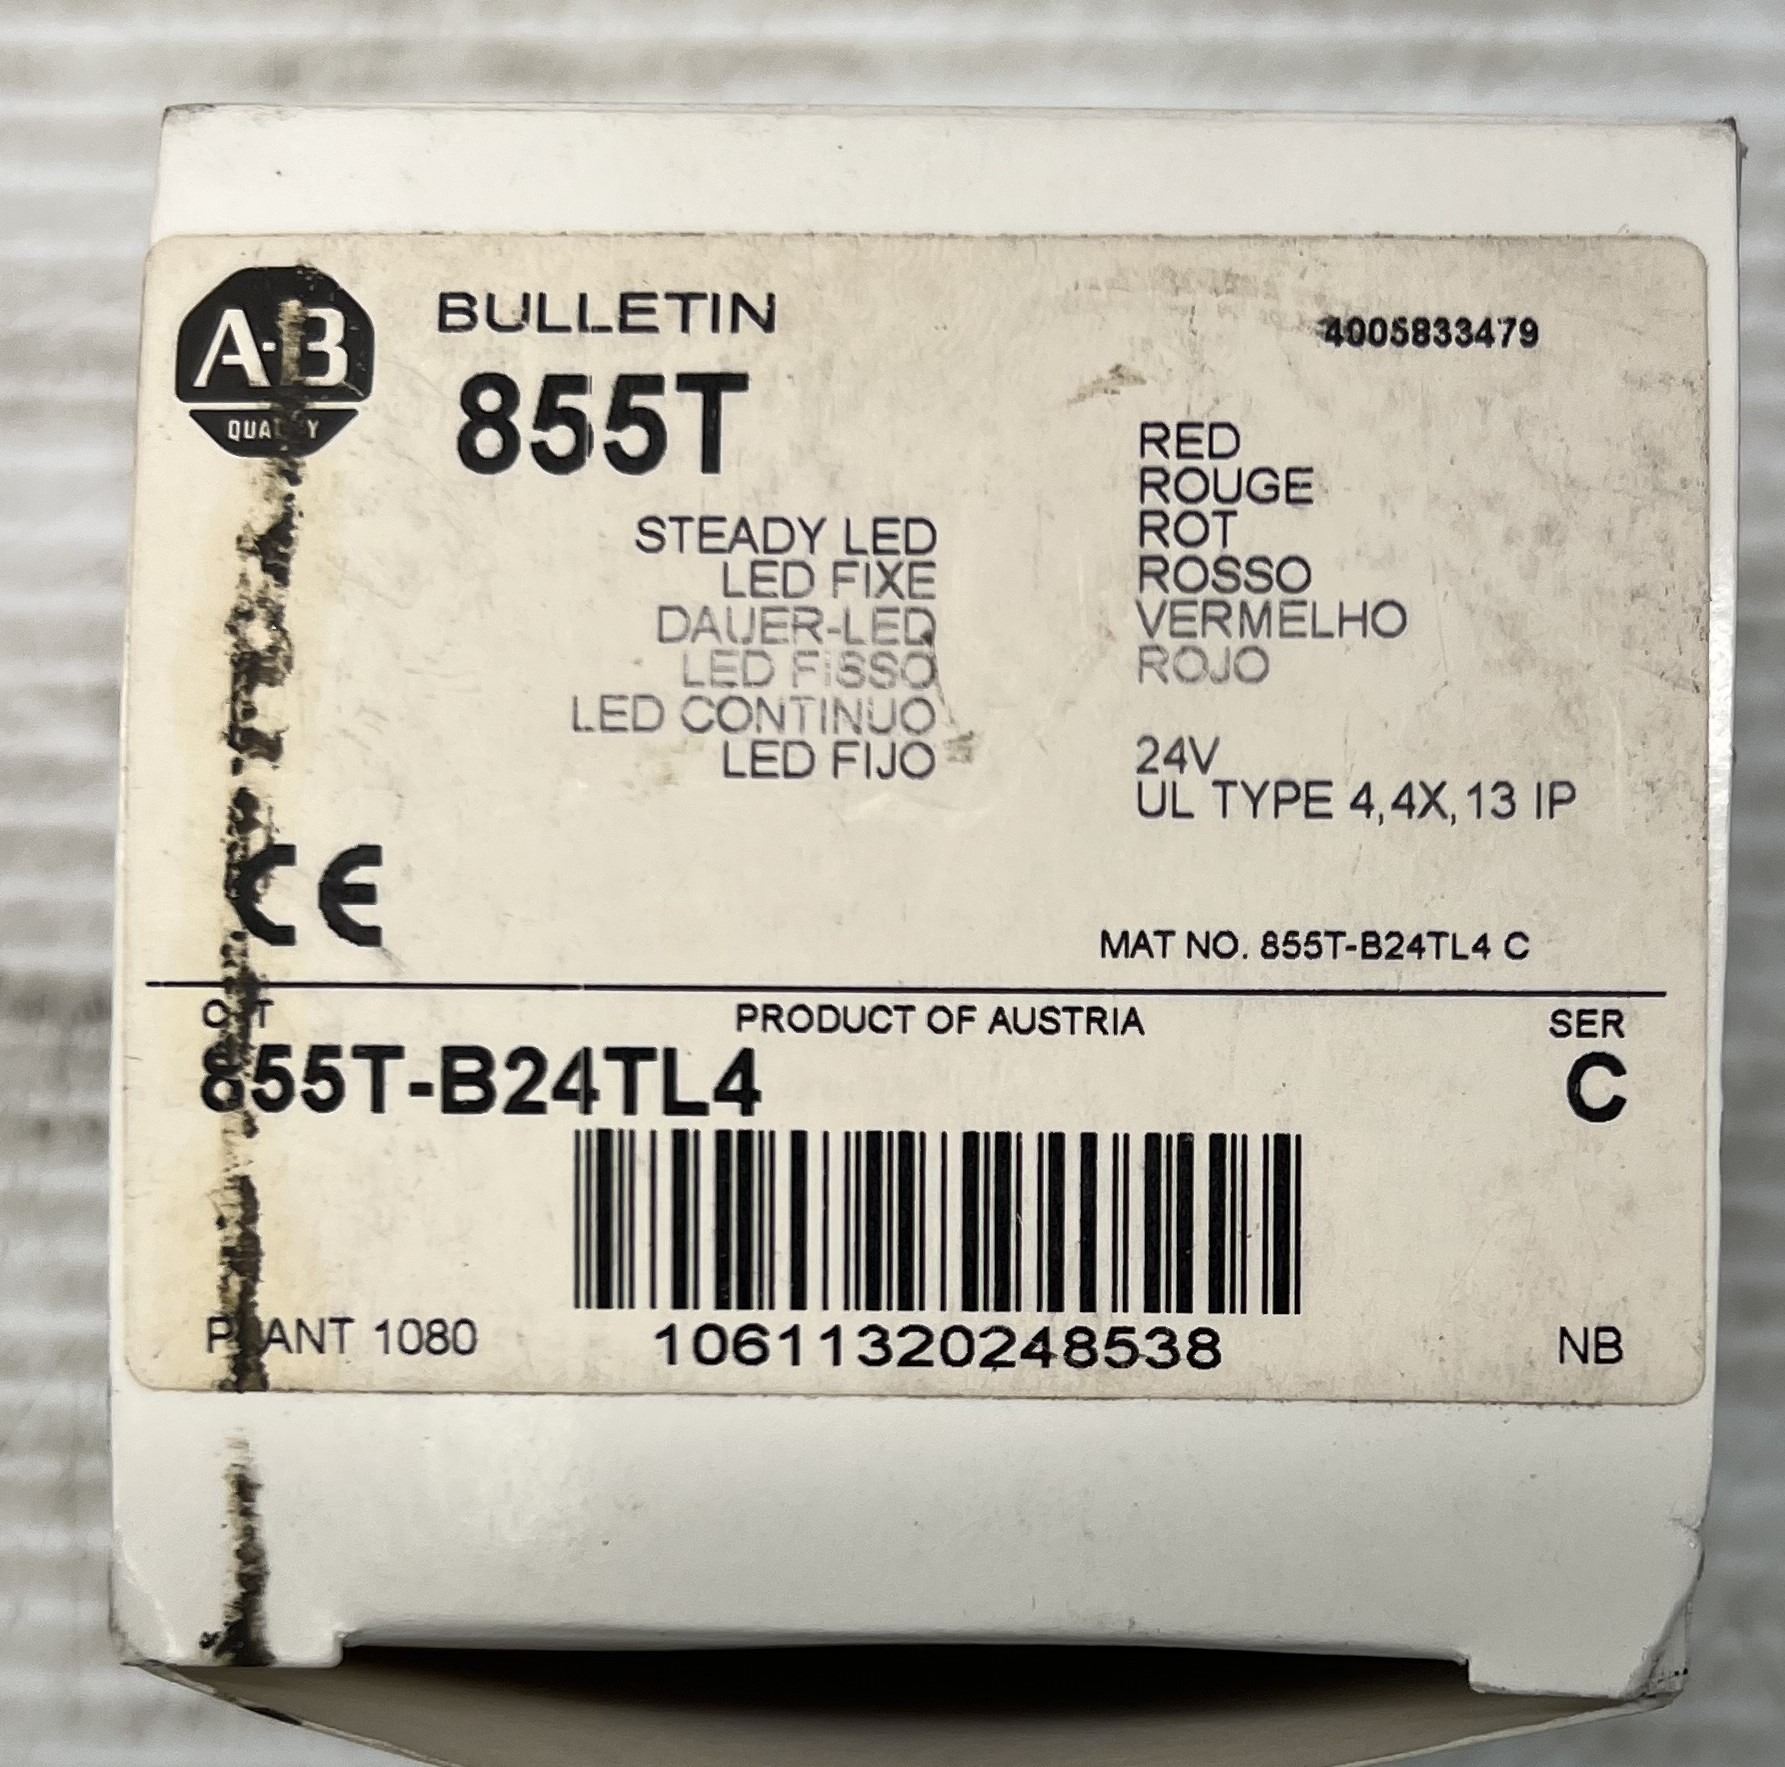 A-B
QUALITY
BULLETIN
855T
4005833479
STEADY LED
LED FIXE
DAUER-LED
LED FISSO
LED CONTINUO
LED FIJO
RED
ROUGE
ROT
ROSSO
VERMELHO
ROJO
24V
UL TYPE 4,4X,13 IP
CE
MAT NO. 855T-B24TL4 C
CAT
PRODUCT OF AUSTRIA
SER
855T-B24TL4
C
PLANT 1080
10611320248538
NB